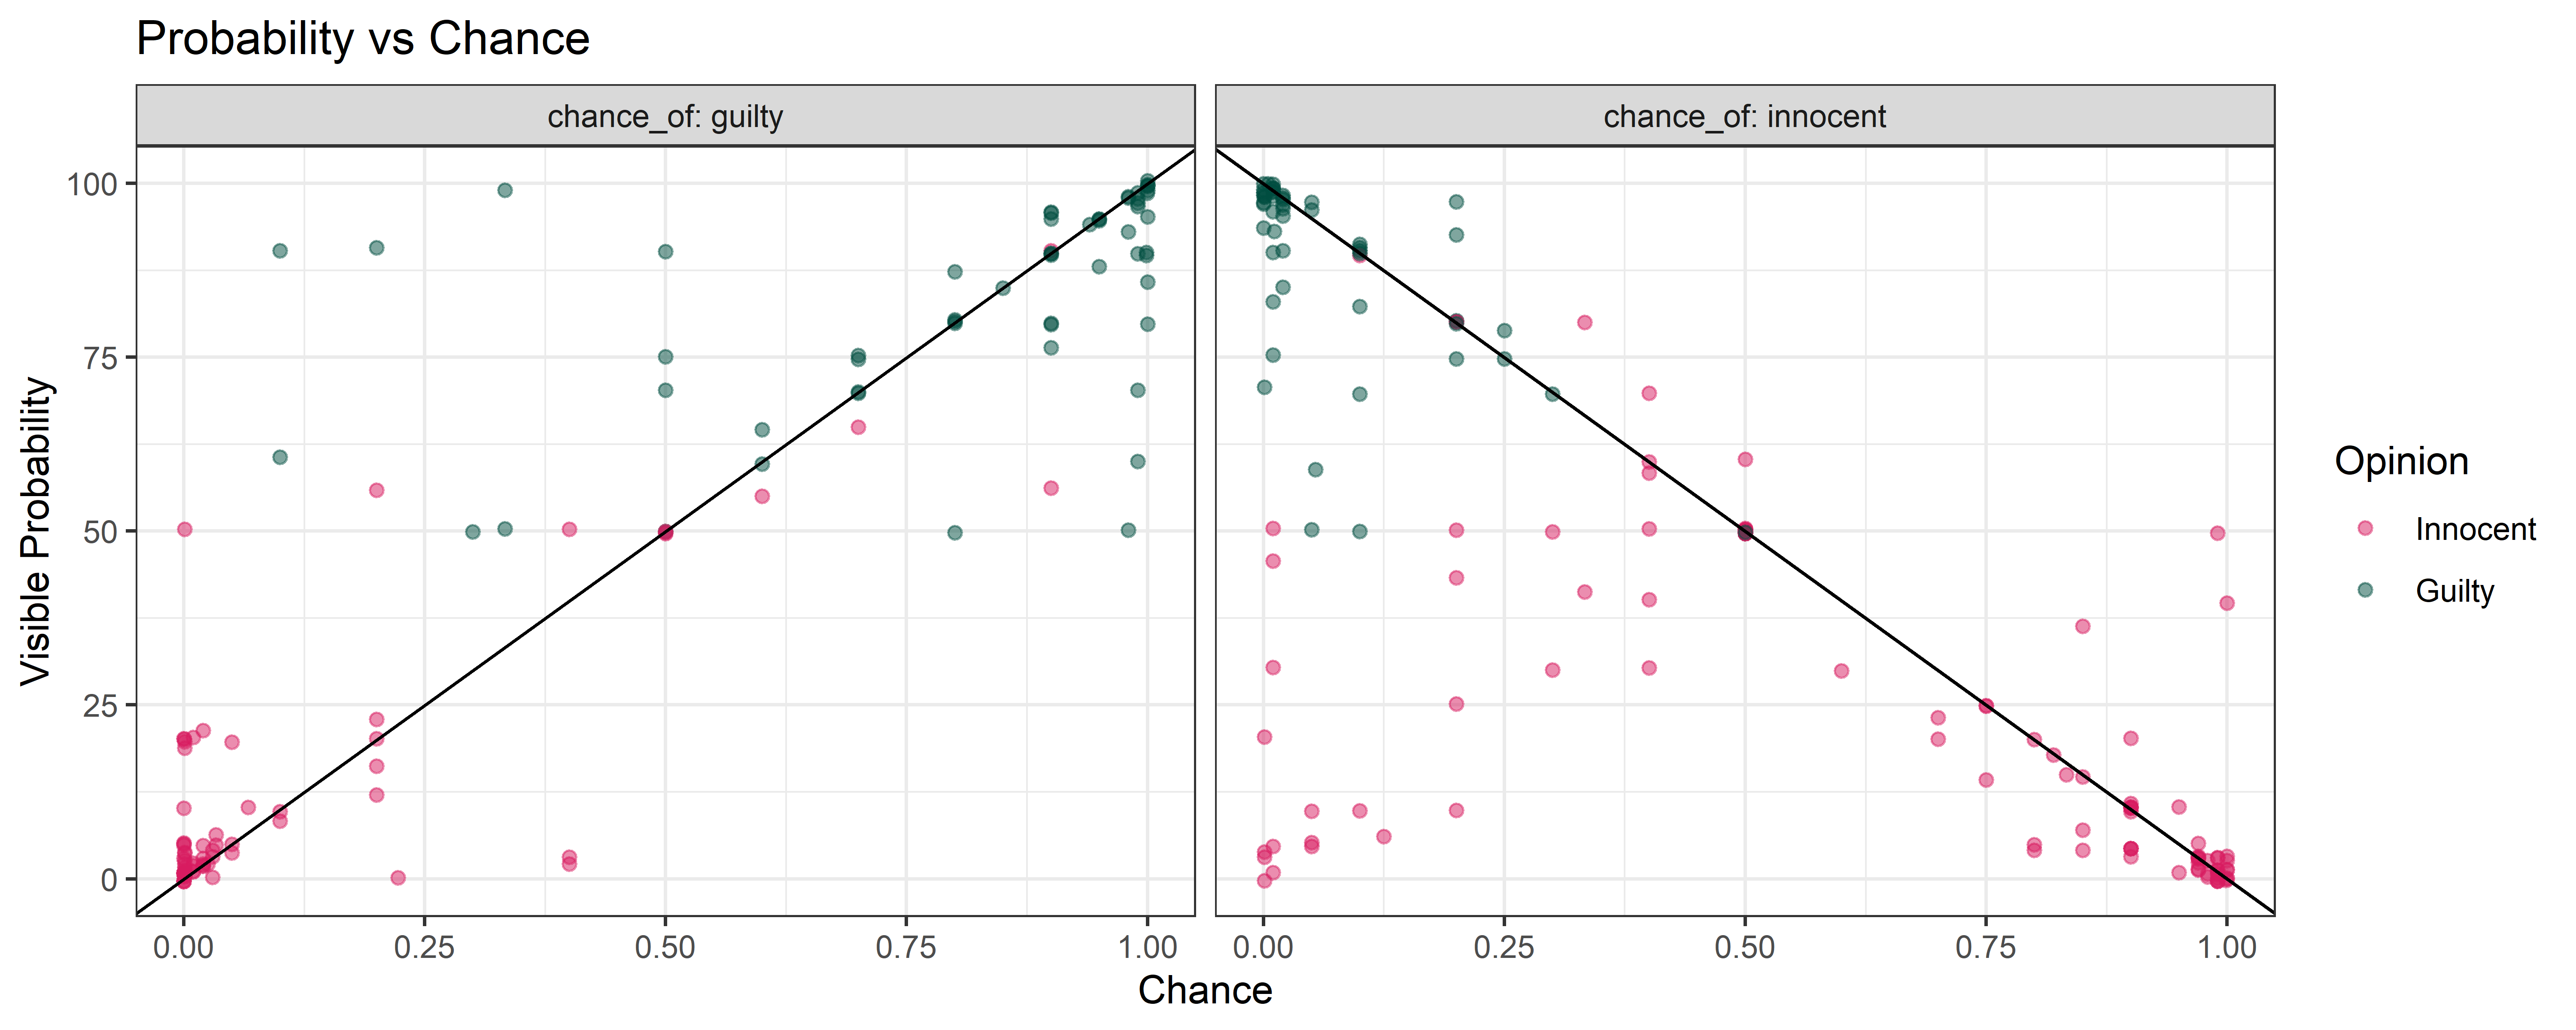 Probability vs Chance
chance_of: guilty
chance_of: innocent
Visible Probability
100
75
50
25
0
0.00 0.25 0.50 0.75 1.00
0.00 0.25 0.50 0.75 1.00
Chance
Opinion
Innocent
Guilty